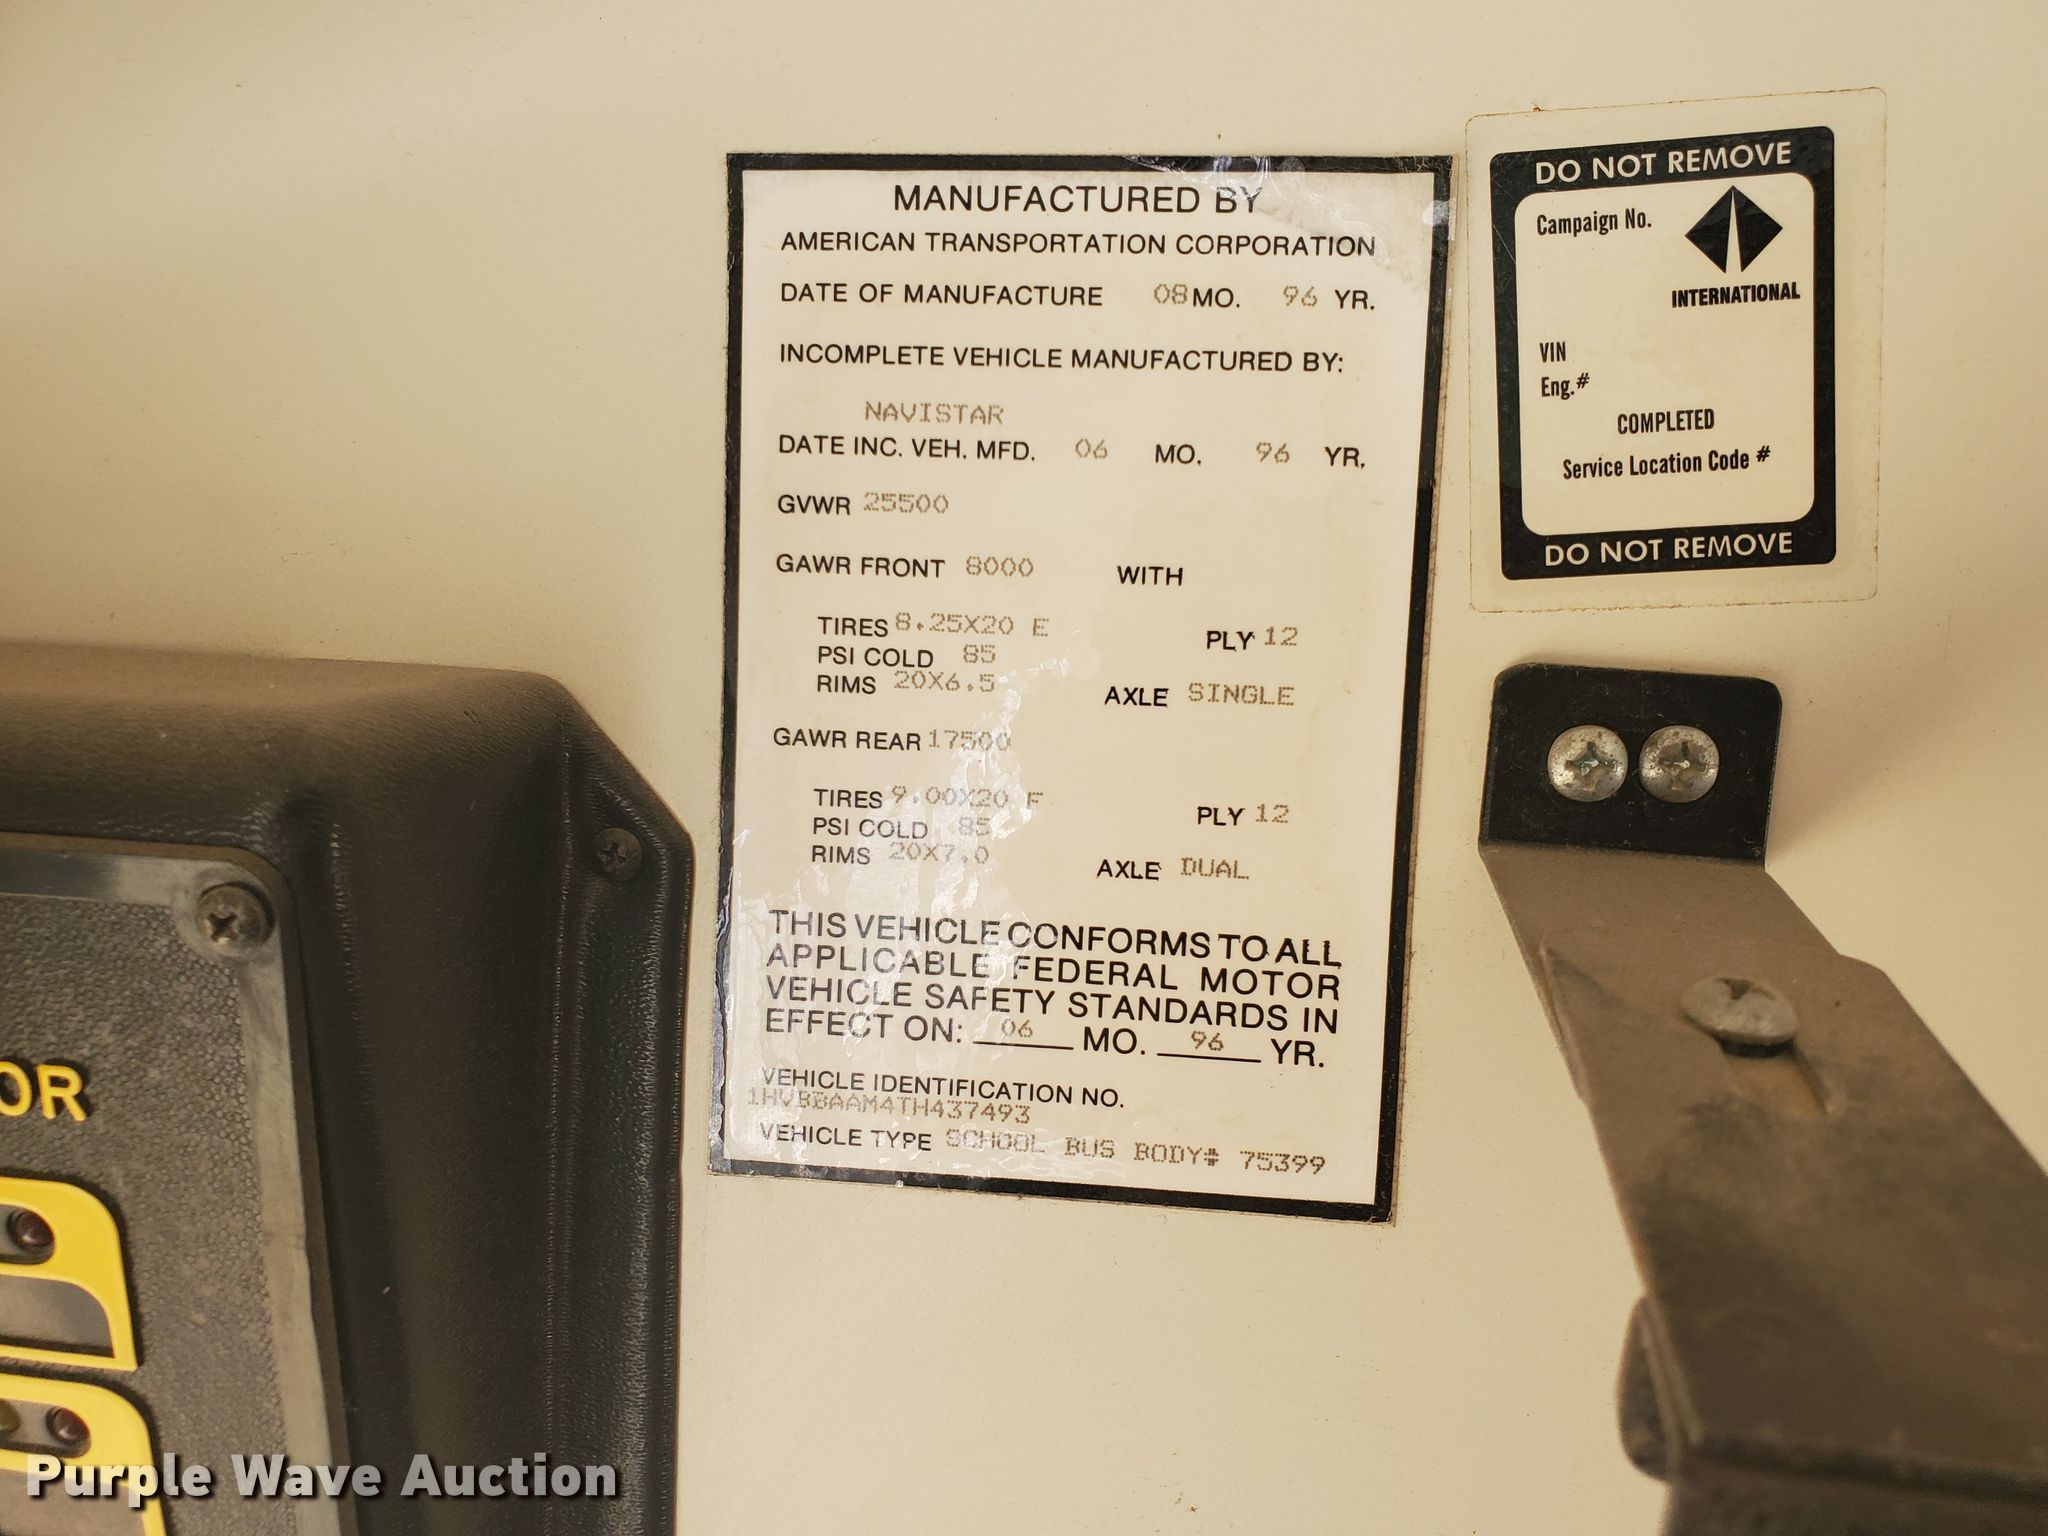 MANUFACTURED BY
AMERICAN TRANSPORTATION CORPORATION
DATE OF MANUFACTURE 08 MO. 96 YR.
INCOMPLETE VEHICLE MANUFACTURED BY:
NAVISTAR
DATE INC. VEH. MFD. 06 MO. 96 YR.
GVWR 25500
GAWR FRONT 8000 WITH
TIRES 8.25X20 E PLY 12
PSI COLD 85
RIMS 20X6.5 AXLE SINGLE
GAWR REAR 17500
TIRES 9.00X20 F PLY 12
PSI COLD 85
RIMS 20X7.0 AXLE DUAL
THIS VEHICLE CONFORMS TO ALL
APPLICABLE FEDERAL MOTOR
VEHICLE SAFETY STANDARDS IN
EFFECT ON: 06 MO. 96 YR.
VEHICLE IDENTIFICATION NO.
1HVBBAAM4TH437493
VEHICLE TYPE SCHOOL BUS BODY# 75399
DO NOT REMOVE
Campaign No.
INTERNATIONAL
VIN
Eng.#
COMPLETED
Service Location Code #
DO NOT REMOVE
OR
Purple Wave Auction